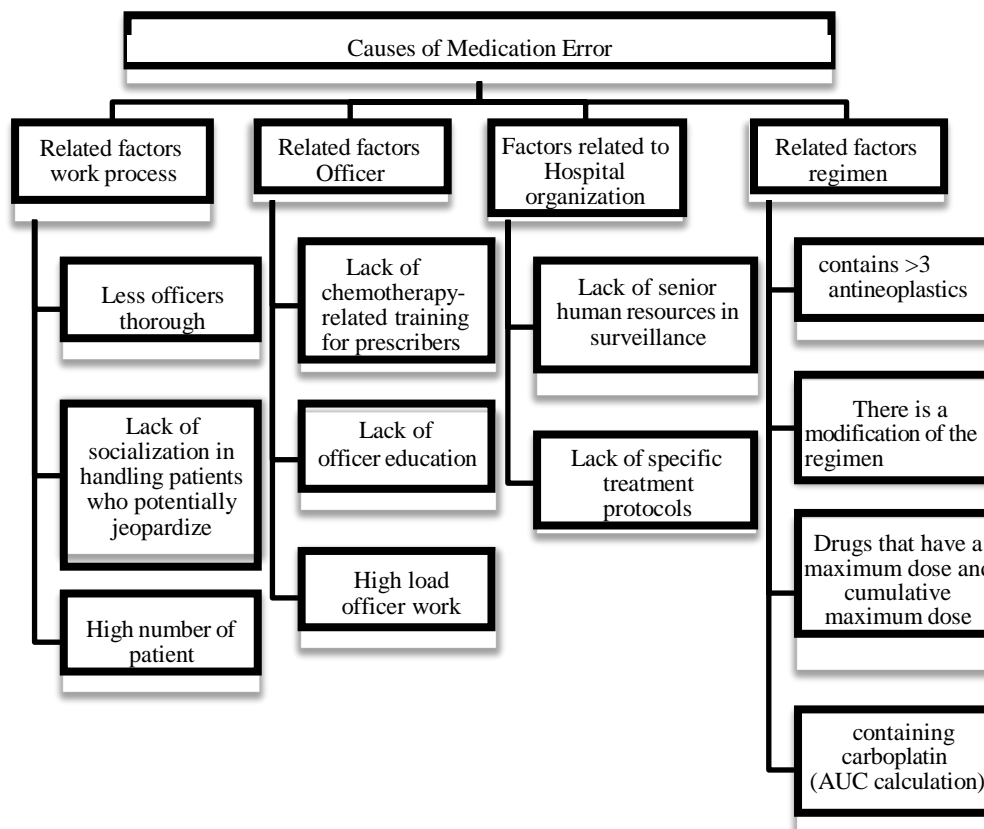 Causes of Medication Error
Related factors
work process
Related factors
Officer
Factors related to
Hospital
organization
Related factors
regimen
Less officers
thorough
Lack of
socialization in
handling patients
who potentially
jeopardize
High number of
patient
Lack of
chemotherapy-
related training
for prescribers
Lack of
officer education
High load
officer work
Lack of senior
human resources in
surveillance
Lack of specific
treatment
protocols
contains >3
antineoplastics
There is a
modification of the
regimen
Drugs that have a
maximum dose and
cumulative
maximum dose
containing
carboplatin
(AUC calculation)